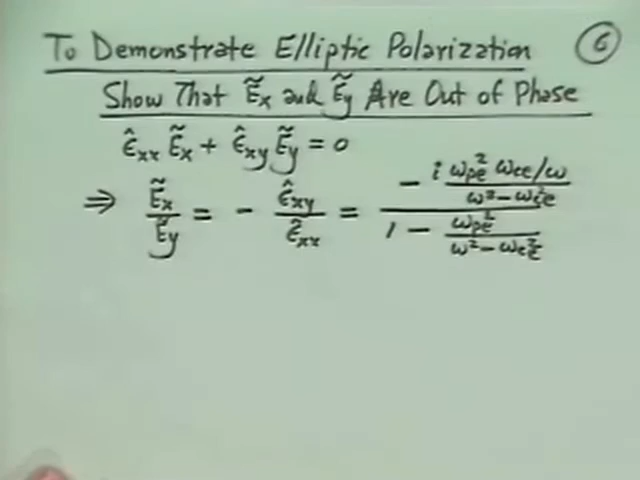 To Demonstrate Elliptic Polarization ⑥
Show That Ẽx and Ẽy Are Out of Phase
ε̂xx Ẽx + ε̂xy Ẽy = 0
⇒ Ẽx / Ẽy = − ε̂xy / ε̂xx = (− i ωpe² ωce/ω / (ω² − ωce²)) / (1 − ωpe² / (ω² − ωce²))